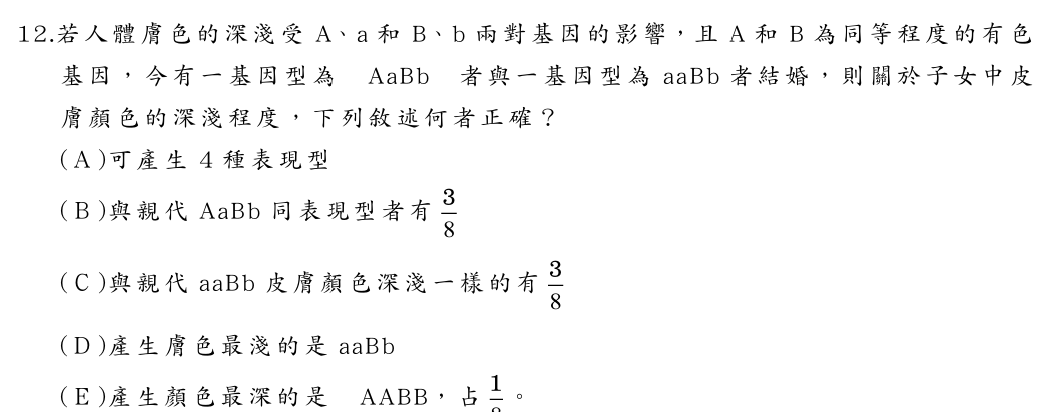 12.若人體膚色的深淺受 A、a 和 B、b 兩對基因的影響，且 A 和 B 為同等程度的有色
基因，今有一基因型為 AaBb 者與一基因型為 aaBb 者結婚，則關於子女中皮
膚顏色的深淺程度，下列敘述何者正確？
(A)可產生 4 種表現型
(B)與親代 AaBb 同表現型者有 3/8
(C)與親代 aaBb 皮膚顏色深淺一樣的有 3/8
(D)產生膚色最淺的是 aaBb
(E)產生顏色最深的是 AABB，占 1/8。